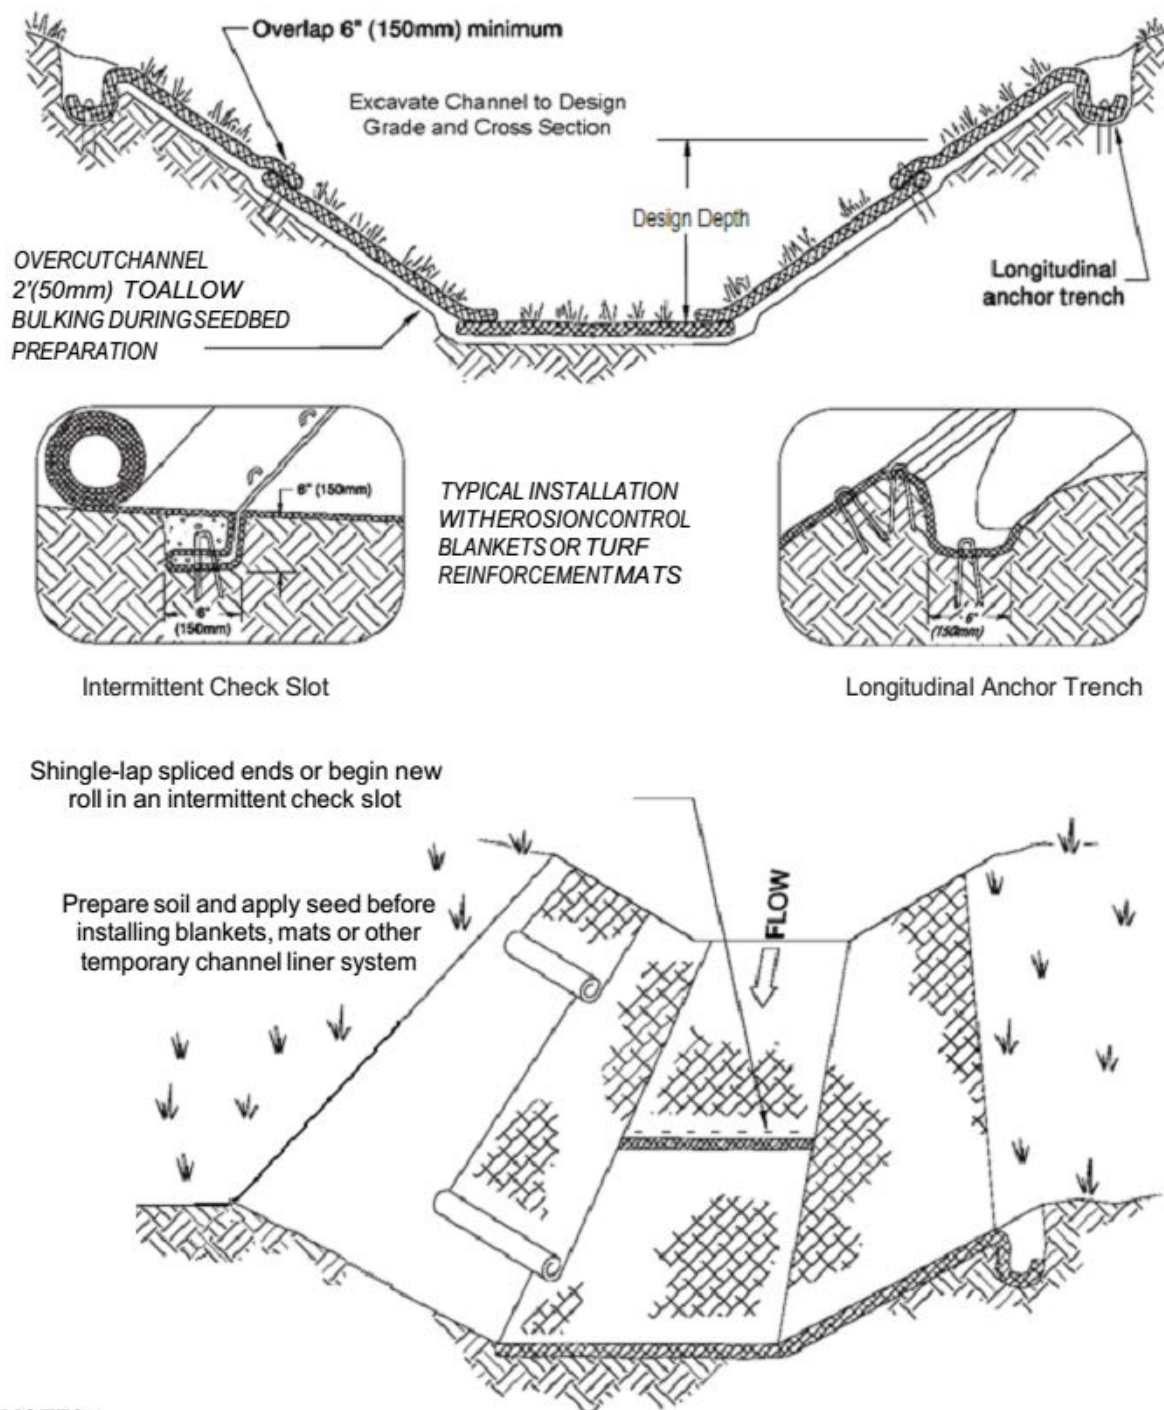 Overlap 6" (150mm) minimum
Excavate Channel to Design
Grade and Cross Section
Design Depth
OVERCUTCHANNEL
2'(50mm) TOALLOW
BULKING DURINGSEEDBED
PREPARATION
Longitudinal
anchor trench
6" (150mm)
6"
(150mm)
TYPICAL INSTALLATION
WITHEROSIONCONTROL
BLANKETSOR TURF
REINFORCEMENTMATS
6"
(150mm)
Intermittent Check Slot
Longitudinal Anchor Trench
Shingle-lap spliced ends or begin new
roll in an intermittent check slot
Prepare soil and apply seed before
installing blankets, mats or other
temporary channel liner system
FLOW